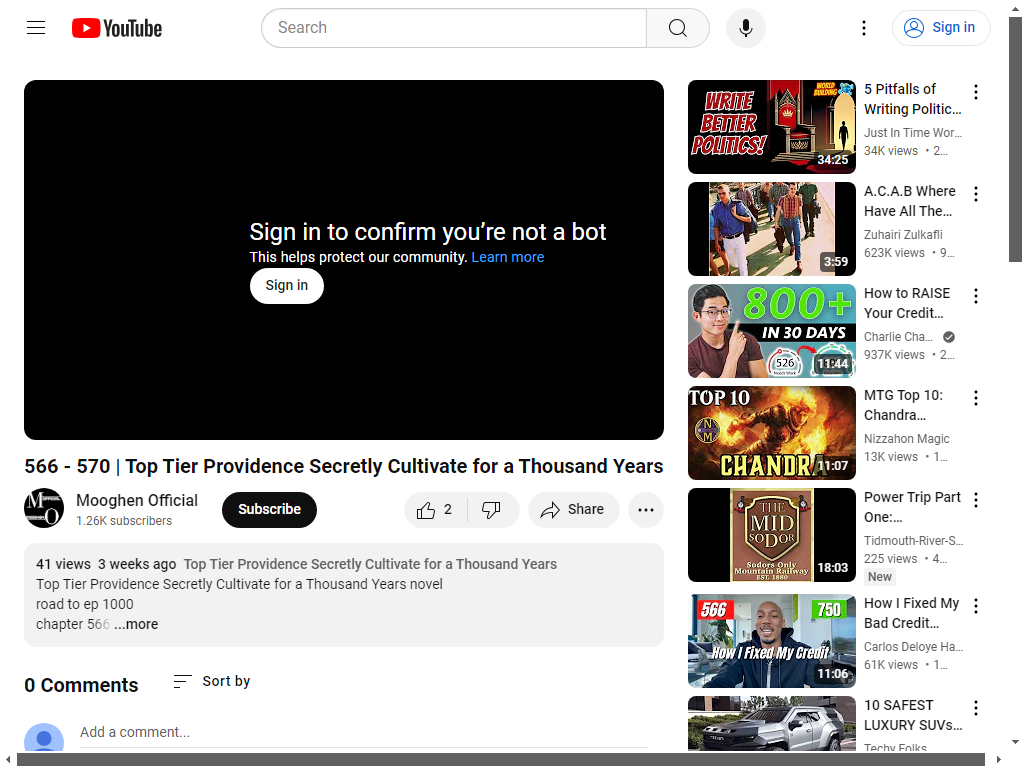 YouTube
Search
Sign in
Sign in to confirm you’re not a bot
This helps protect our community. Learn more
Sign in
566 - 570 | Top Tier Providence Secretly Cultivate for a Thousand Years
Mooghen Official
1.26K subscribers
Subscribe
2
Share
41 views 3 weeks ago Top Tier Providence Secretly Cultivate for a Thousand Years
Top Tier Providence Secretly Cultivate for a Thousand Years novel
road to ep 1000
chapter 566 ...more
0 Comments
Sort by
Add a comment...
WORLD
BUILDING
WRITE
BETTER
POLITICS!
34:25
5 Pitfalls of
Writing Politic...
Just In Time Wor...
34K views • 2...
3:59
A.C.A.B Where
Have All The...
Zuhairi Zulkafli
623K views • 9...
800+
IN 30 DAYS
526
Needs Work
11:44
How to RAISE
Your Credit...
Charlie Cha...
937K views • 2...
TOP 10
NM
CHANDRA
11:07
MTG Top 10:
Chandra...
Nizzahon Magic
13K views • 1...
THE
MID
SODOR
Sodors Only
Mountain Railway
EST. 1880
18:03
Power Trip Part
One:...
Tidmouth-River-S...
225 views • 4...
New
566
750
How I Fixed My Credit
11:06
How I Fixed My
Bad Credit...
Carlos Deloye Ha...
61K views • 1...
10 SAFEST
LUXURY SUVs...
Techy Folks